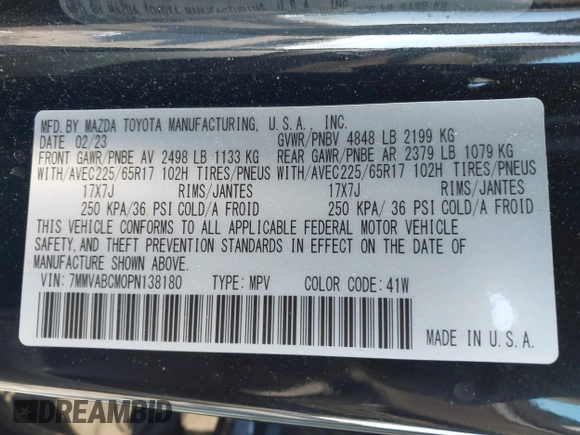 MFD. BY MAZDA TOYOTA MANUFACTURING, U.S.A., INC.
DATE 02/23 GVWR/PNBV 4848 LB 2199 KG
FRONT GAWR/PNBE AV 2498 LB 1133 KG REAR GAWR/PNBE AR 2379 LB 1079 KG
WITH/AVEC225/65R17 102H TIRES/PNEUS WITH/AVEC225/65R17 102H TIRES/PNEUS
17X7J RIMS/JANTES 17X7J RIMS/JANTES
250 KPA/36 PSI COLD/A FROID 250 KPA/36 PSI COLD/A FROID
THIS VEHICLE CONFORMS TO ALL APPLICABLE FEDERAL MOTOR VEHICLE
SAFETY, AND THEFT PREVENTION STANDARDS IN EFFECT ON THE DATE OF
MANUFACTURE SHOWN ABOVE.
VIN: 7MMVABCM0PN138180 TYPE: MPV COLOR CODE: 41W
MADE IN U.S.A.
DREAMBID